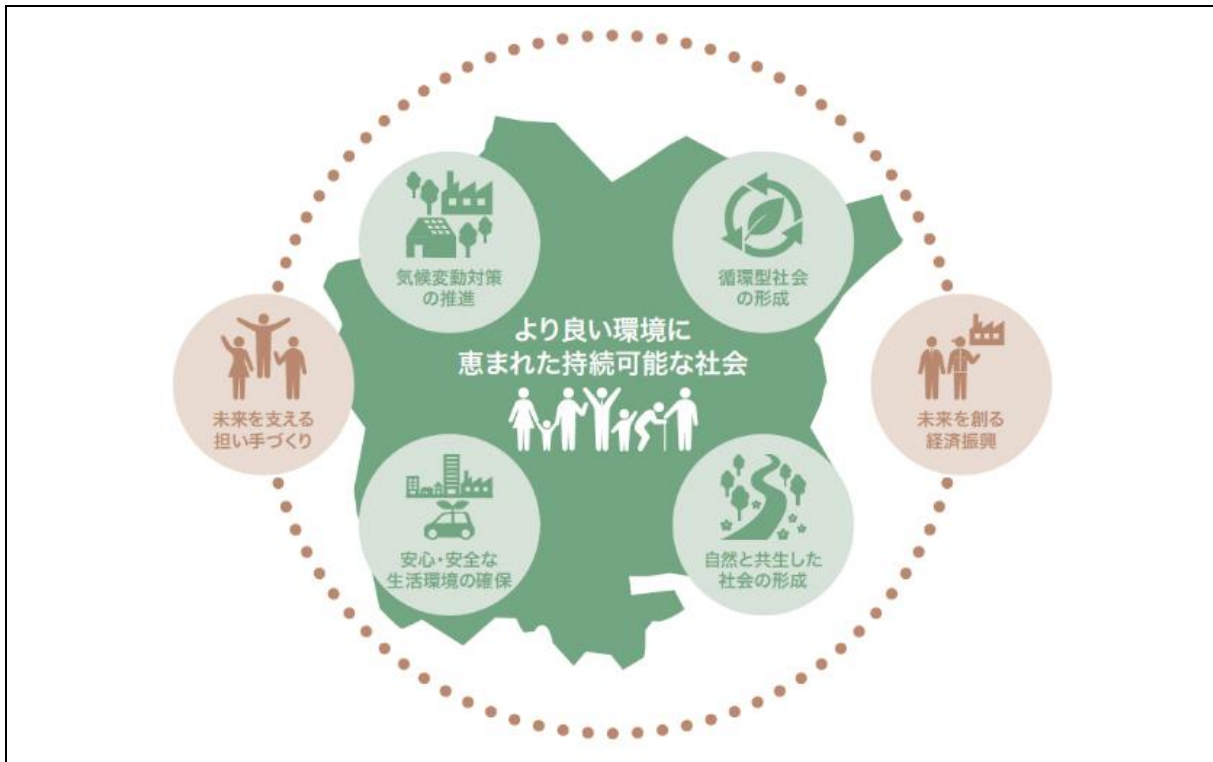 気候変動対策
の推進
循環型社会
の形成
より良い環境に
恵まれた持続可能な社会
未来を支える
担い手づくり
未来を創る
経済振興
安心・安全な
生活環境の確保
自然と共生した
社会の形成